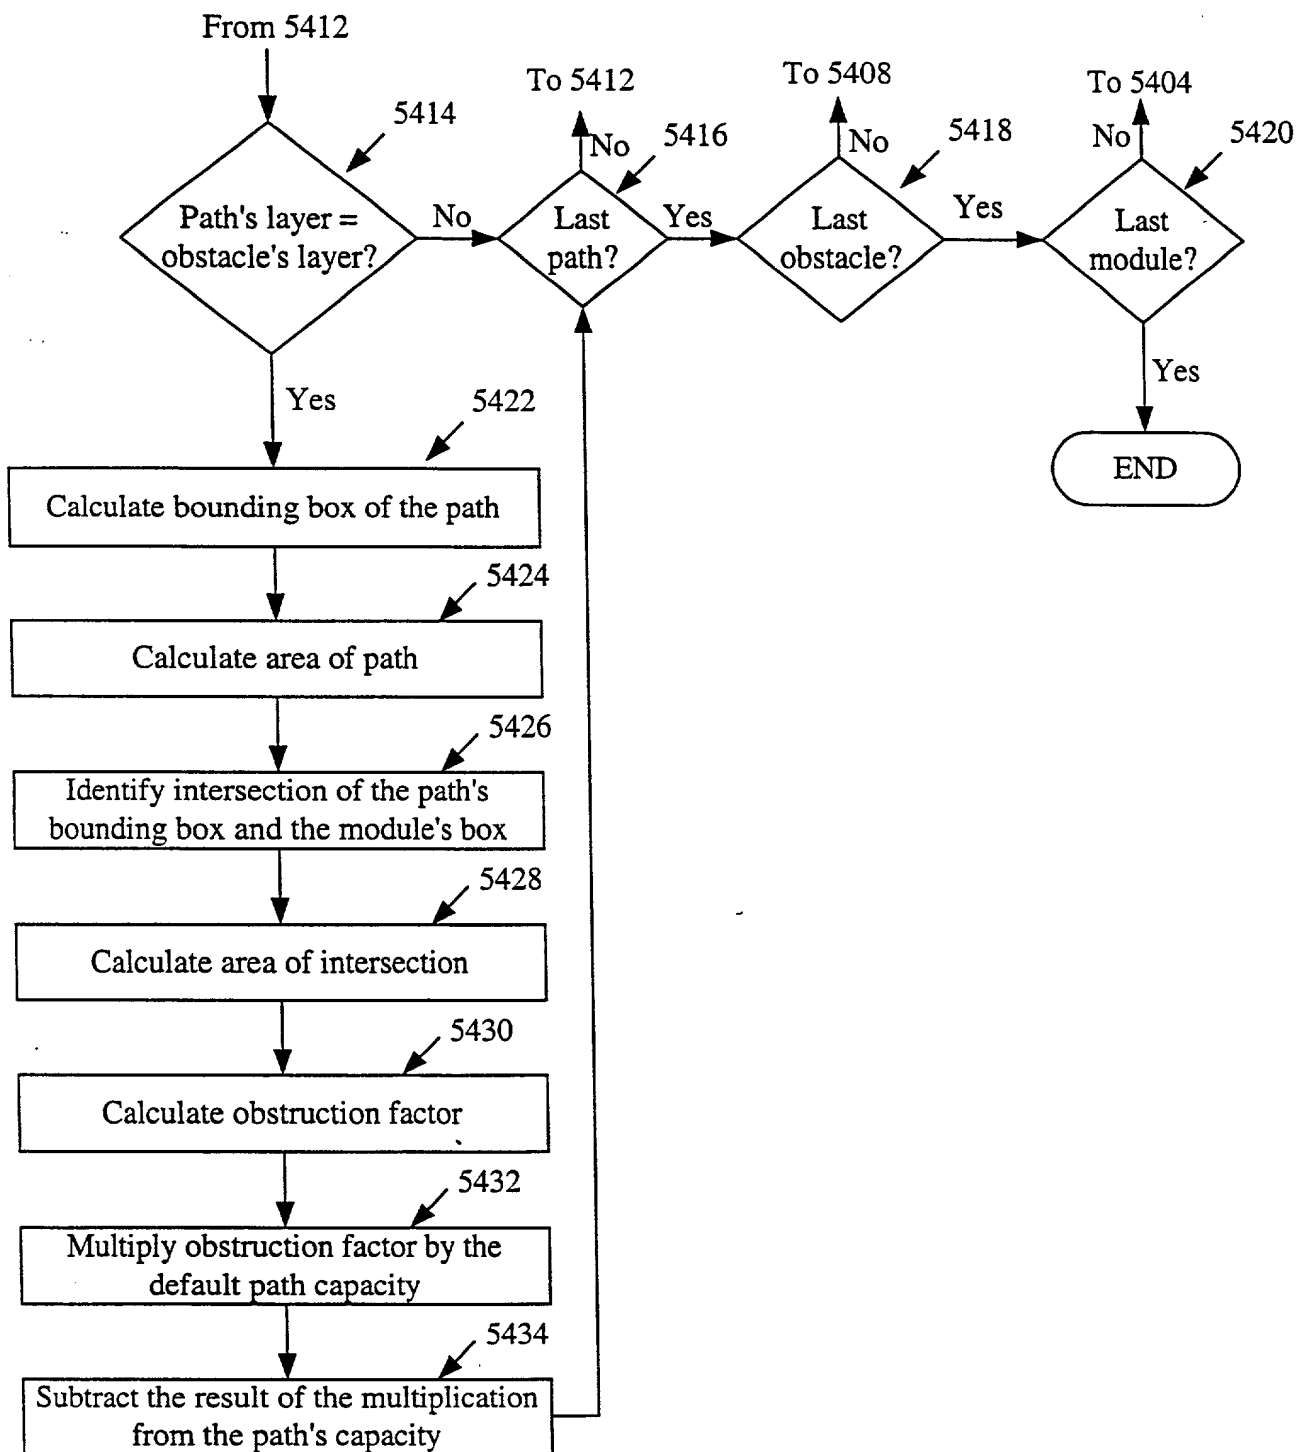 From 5412
To 5412
To 5408
To 5404
5414
No
5416
No
5418
No
5420
Path's layer =
obstacle's layer?
No
Last
path?
Yes
Last
obstacle?
Yes
Last
module?
Yes
Yes
5422
END
Calculate bounding box of the path
5424
Calculate area of path
5426
Identify intersection of the path's
bounding box and the module's box
5428
Calculate area of intersection
5430
Calculate obstruction factor
5432
Multiply obstruction factor by the
default path capacity
5434
Subtract the result of the multiplication
from the path's capacity